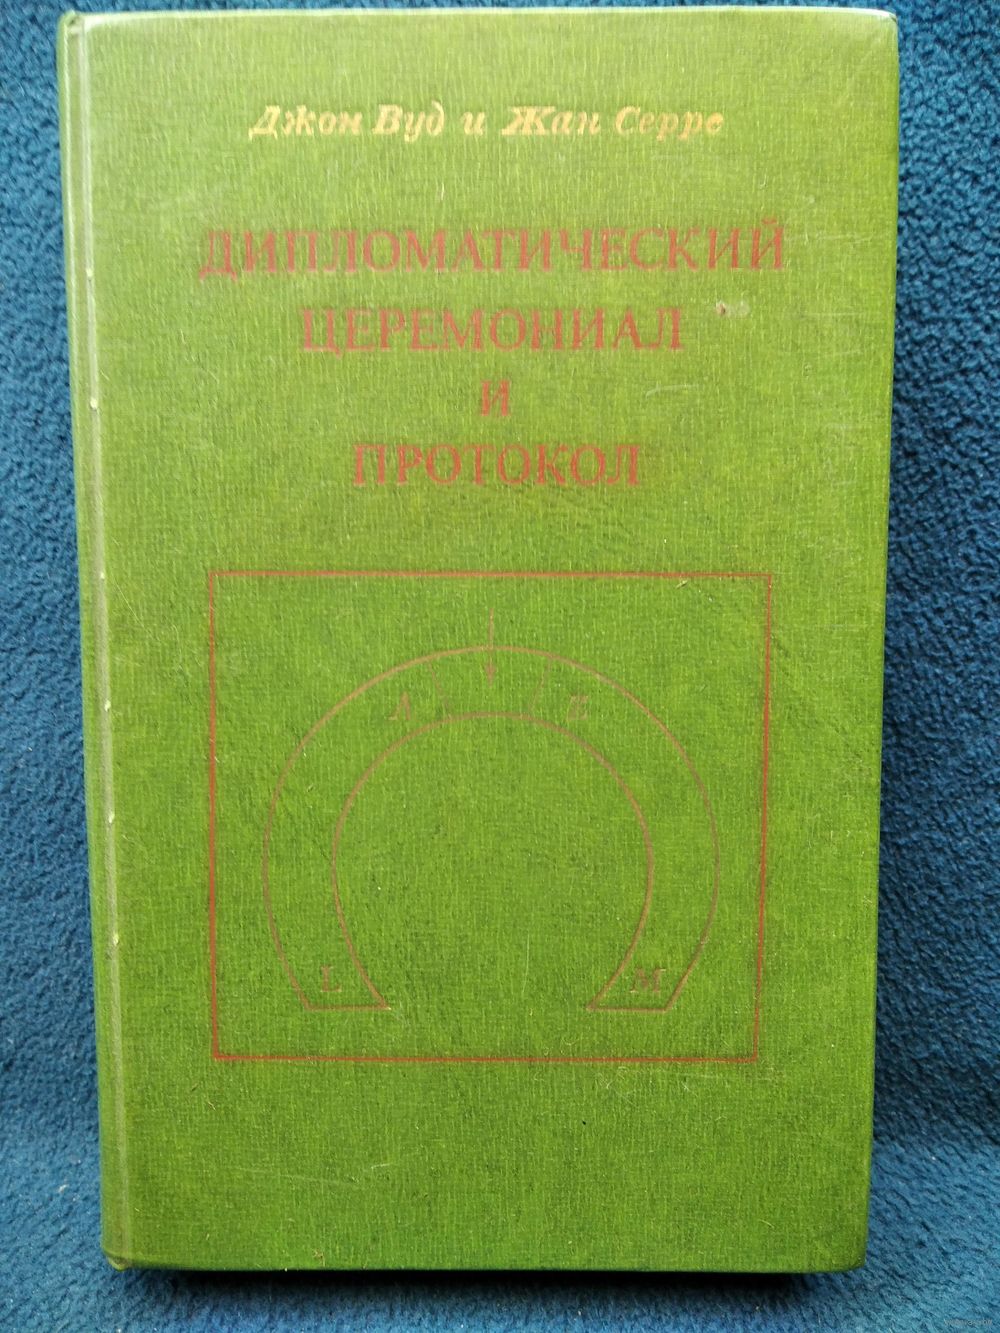 Джон Вуд и Жан Серре
ДИПЛОМАТИЧЕСКИЙ
ЦЕРЕМОНИАЛ
И
ПРОТОКОЛ
A Z
L M